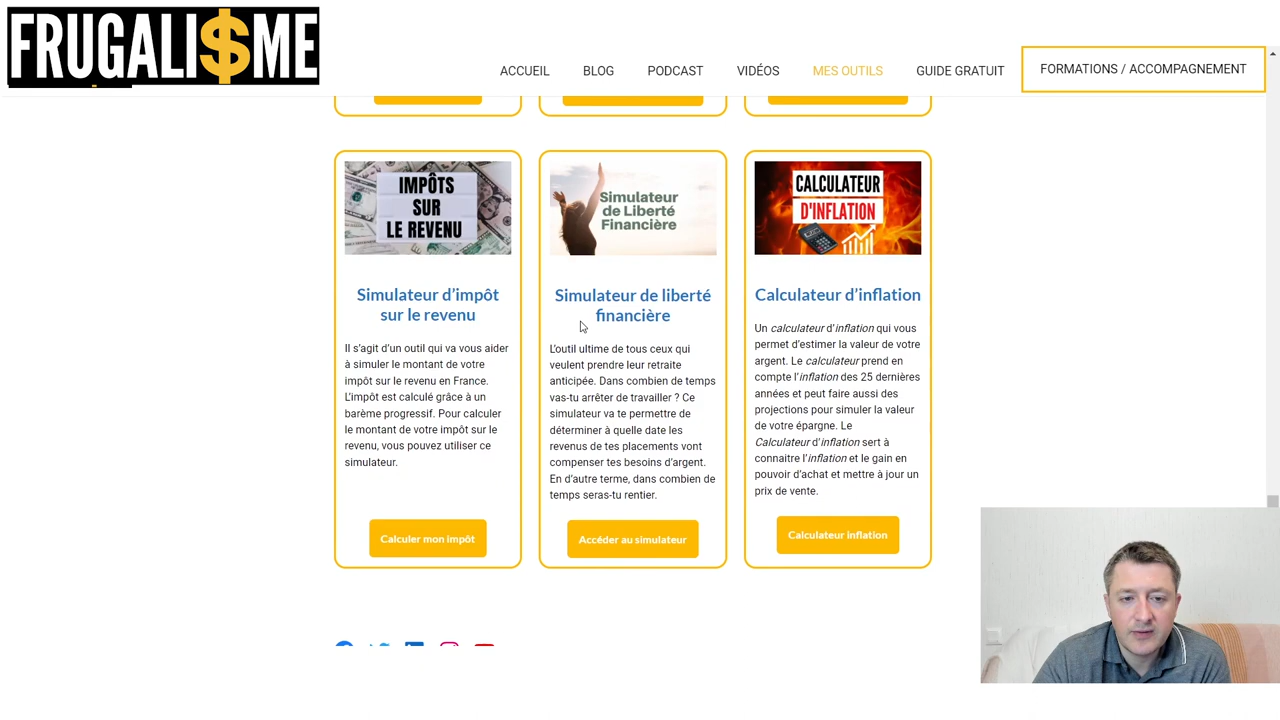 FRUGALI$ME
ACCUEIL BLOG PODCAST VIDÉOS MES OUTILS GUIDE GRATUIT FORMATIONS / ACCOMPAGNEMENT
IMPÔTS
SUR
LE REVENU
Simulateur d’impôt
sur le revenu
Il s’agit d’un outil qui va vous aider
à simuler le montant de votre
impôt sur le revenu en France.
L’impôt est calculé grâce à un
barème progressif. Pour calculer
le montant de votre impôt sur le
revenu, vous pouvez utiliser ce
simulateur.
Calculer mon impôt
Simulateur
de Liberté
Financière
Simulateur de liberté
financière
L’outil ultime de tous ceux qui
veulent prendre leur retraite
anticipée. Dans combien de temps
vas-tu arrêter de travailler ? Ce
simulateur va te permettre de
déterminer à quelle date les
revenus de tes placements vont
compenser tes besoins d’argent.
En d’autre terme, dans combien de
temps seras-tu rentier.
Accéder au simulateur
CALCULATEUR
D'INFLATION
Calculateur d’inflation
Un calculateur d’inflation qui vous
permet d’estimer la valeur de votre
argent. Le calculateur prend en
compte l’inflation des 25 dernières
années et peut faire aussi des
projections pour simuler la valeur
de votre épargne. Le
Calculateur d’inflation sert à
connaitre l’inflation et le gain en
pouvoir d’achat et mettre à jour un
prix de vente.
Calculateur inflation